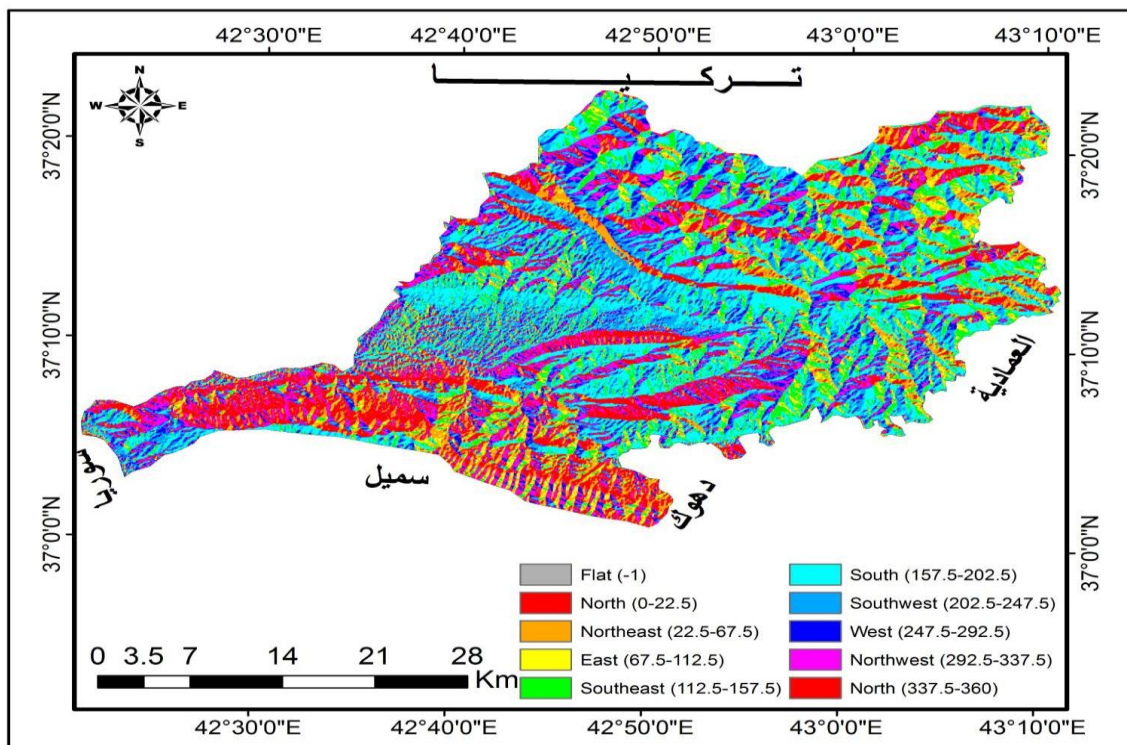 42°30'0"E 42°40'0"E 42°50'0"E 43°0'0"E 43°10'0"E
تركيا
N
W E
S
37°20'0"N 37°20'0"N
37°10'0"N 37°10'0"N
العمادية
سميل
دهوك
37°0'0"N 37°0'0"N
Flat (-1)
North (0-22.5)
Northeast (22.5-67.5)
East (67.5-112.5)
Southeast (112.5-157.5)
South (157.5-202.5)
Southwest (202.5-247.5)
West (247.5-292.5)
Northwest (292.5-337.5)
North (337.5-360)
0 3.5 7 14 21 28
Km
42°30'0"E 42°40'0"E 42°50'0"E 43°0'0"E 43°10'0"E